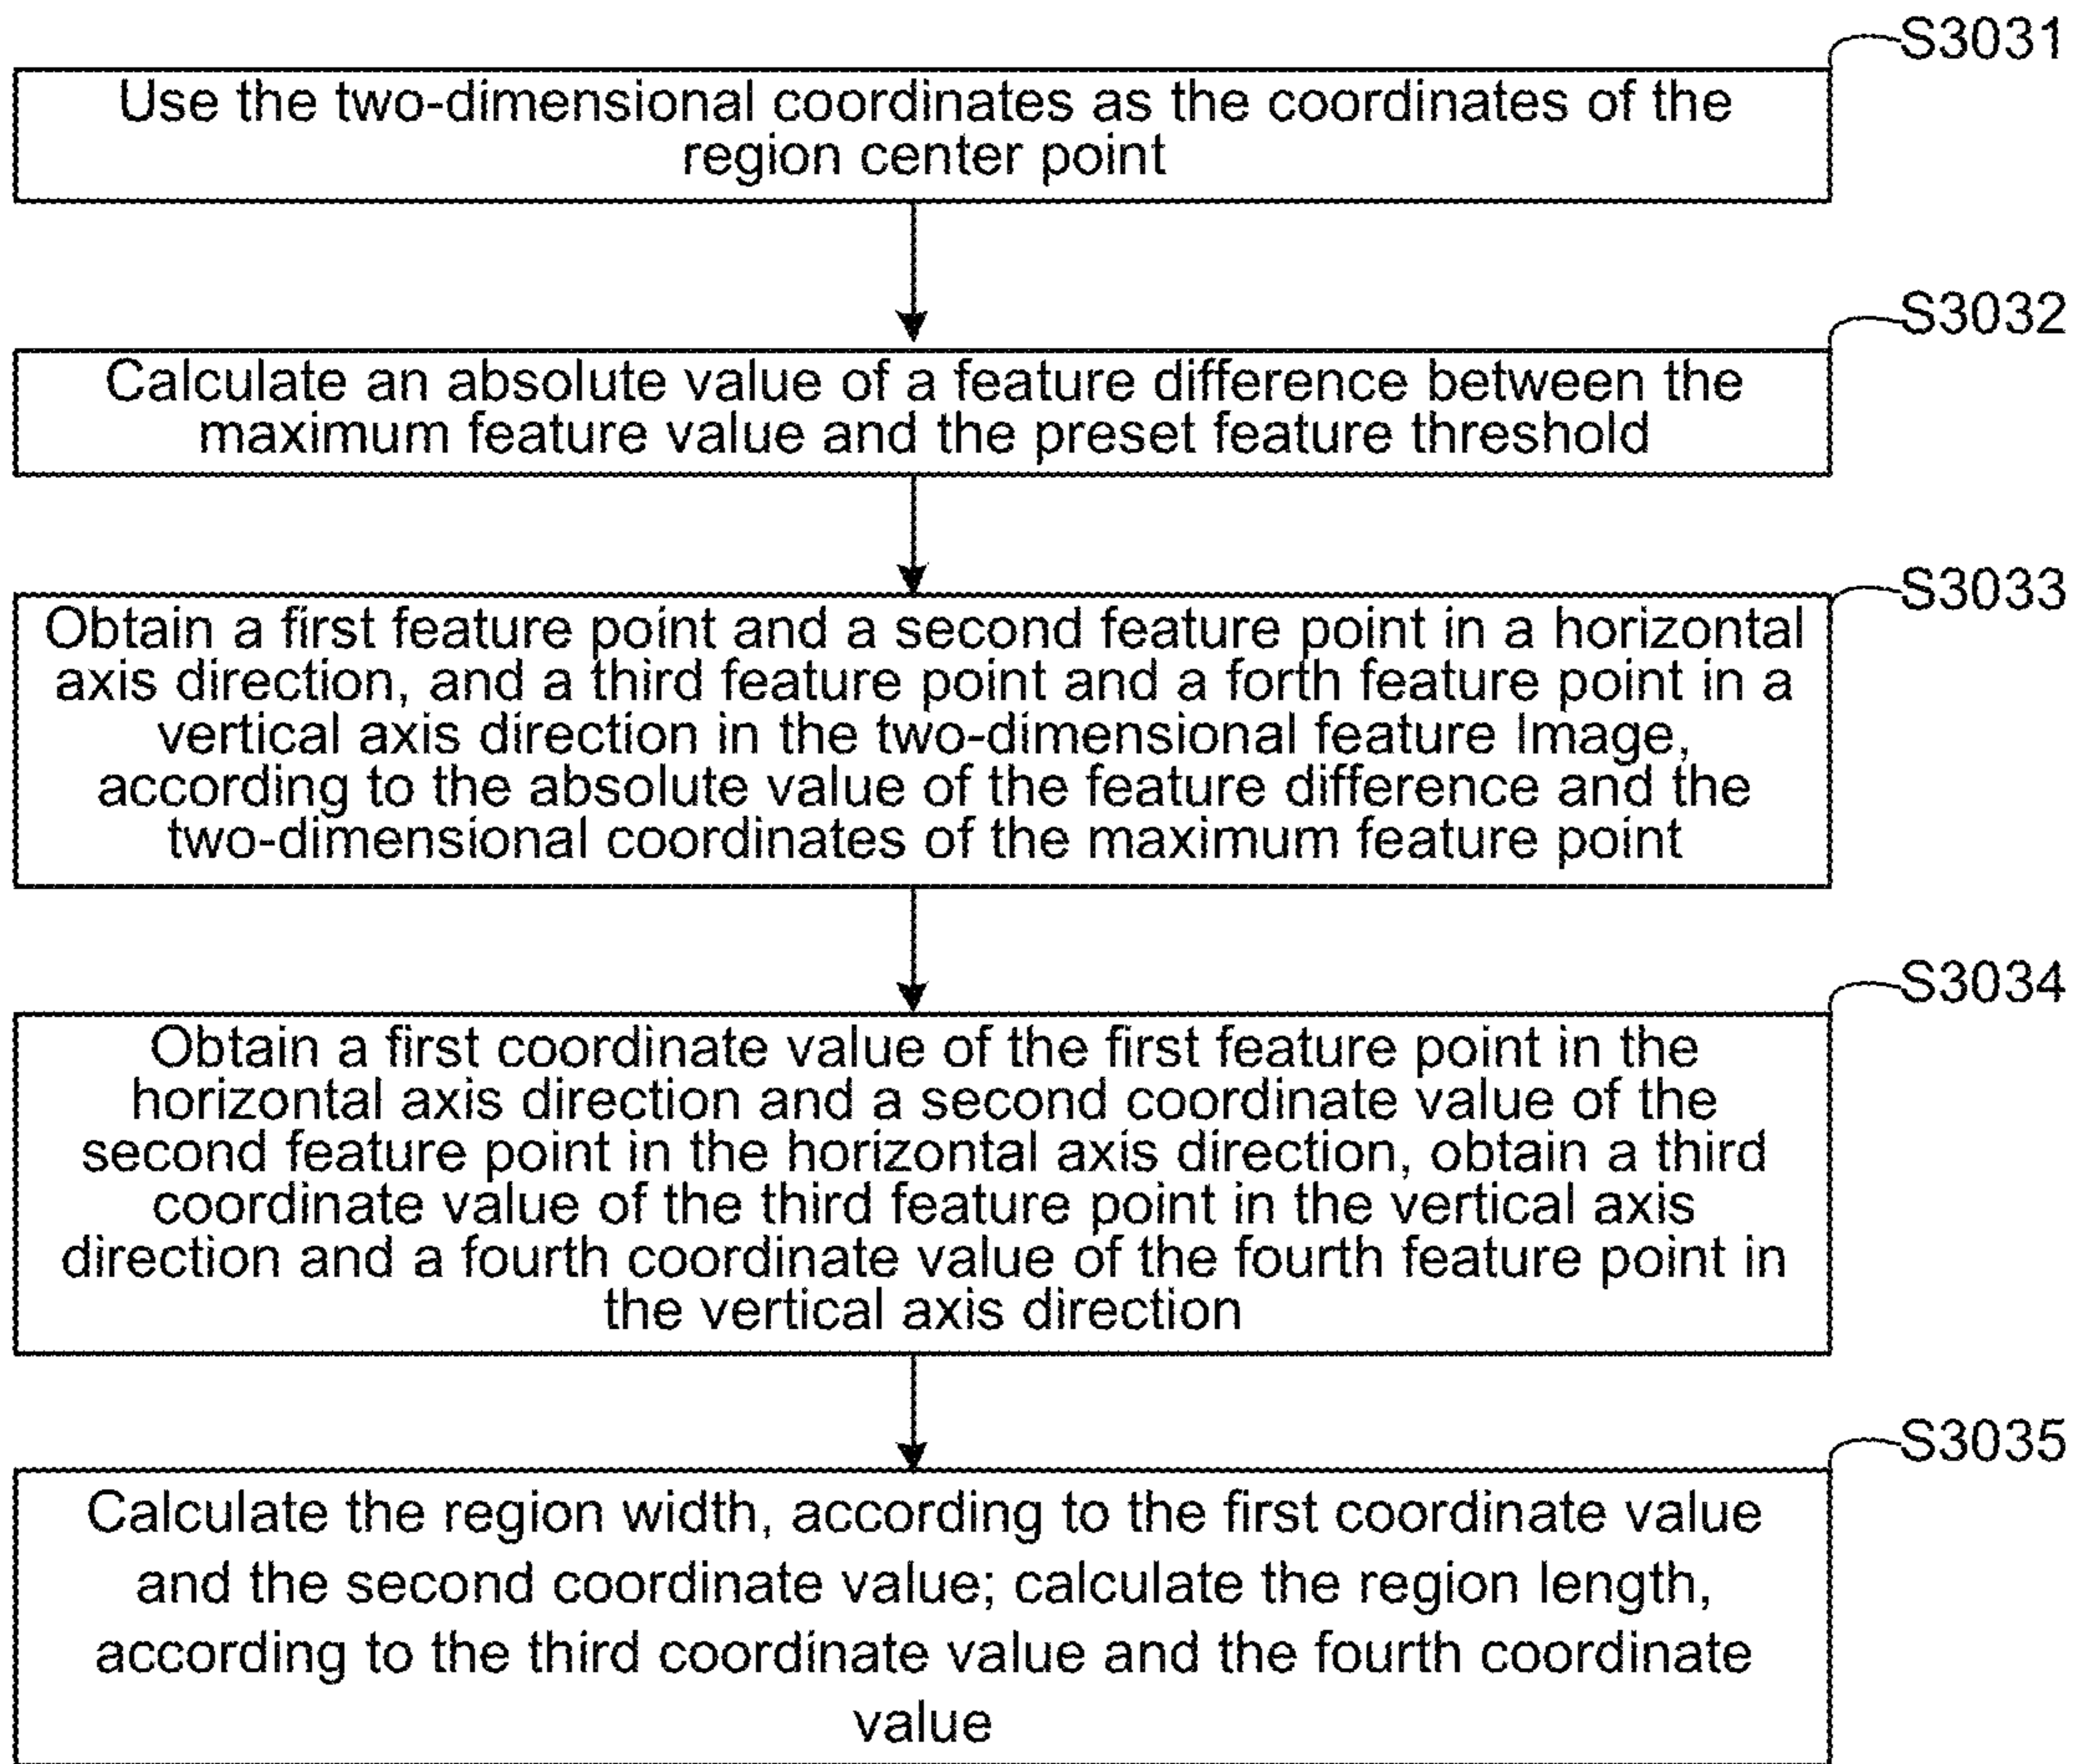 S3031
Use the two-dimensional coordinates as the coordinates of the
region center point
S3032
Calculate an absolute value of a feature difference between the
maximum feature value and the preset feature threshold
S3033
Obtain a first feature point and a second feature point in a horizontal
axis direction, and a third feature point and a forth feature point in a
vertical axis direction in the two-dimensional feature Image,
according to the absolute value of the feature difference and the
two-dimensional coordinates of the maximum feature point
S3034
Obtain a first coordinate value of the first feature point in the
horizontal axis direction and a second coordinate value of the
second feature point in the horizontal axis direction, obtain a third
coordinate value of the third feature point in the vertical axis
direction and a fourth coordinate value of the fourth feature point in
the vertical axis direction
S3035
Calculate the region width, according to the first coordinate value
and the second coordinate value; calculate the region length,
according to the third coordinate value and the fourth coordinate
value